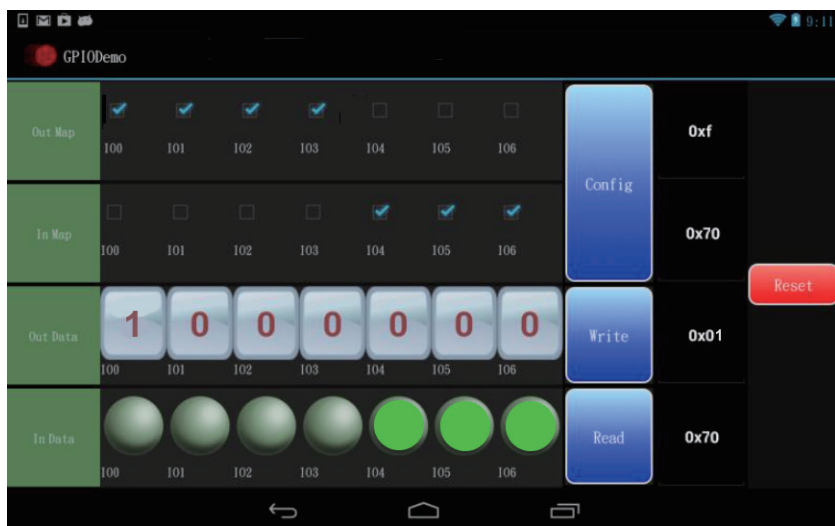 9:11
GPIODemo
Out Map
IO0 IO1 IO2 IO3 IO4 IO5 IO6
Config
0xf
In Map
IO0 IO1 IO2 IO3 IO4 IO5 IO6
0x70
Reset
Out Data
1 0 0 0 0 0 0
IO0 IO1 IO2 IO3 IO4 IO5 IO6
Write
0x01
In Data
IO0 IO1 IO2 IO3 IO4 IO5 IO6
Read
0x70